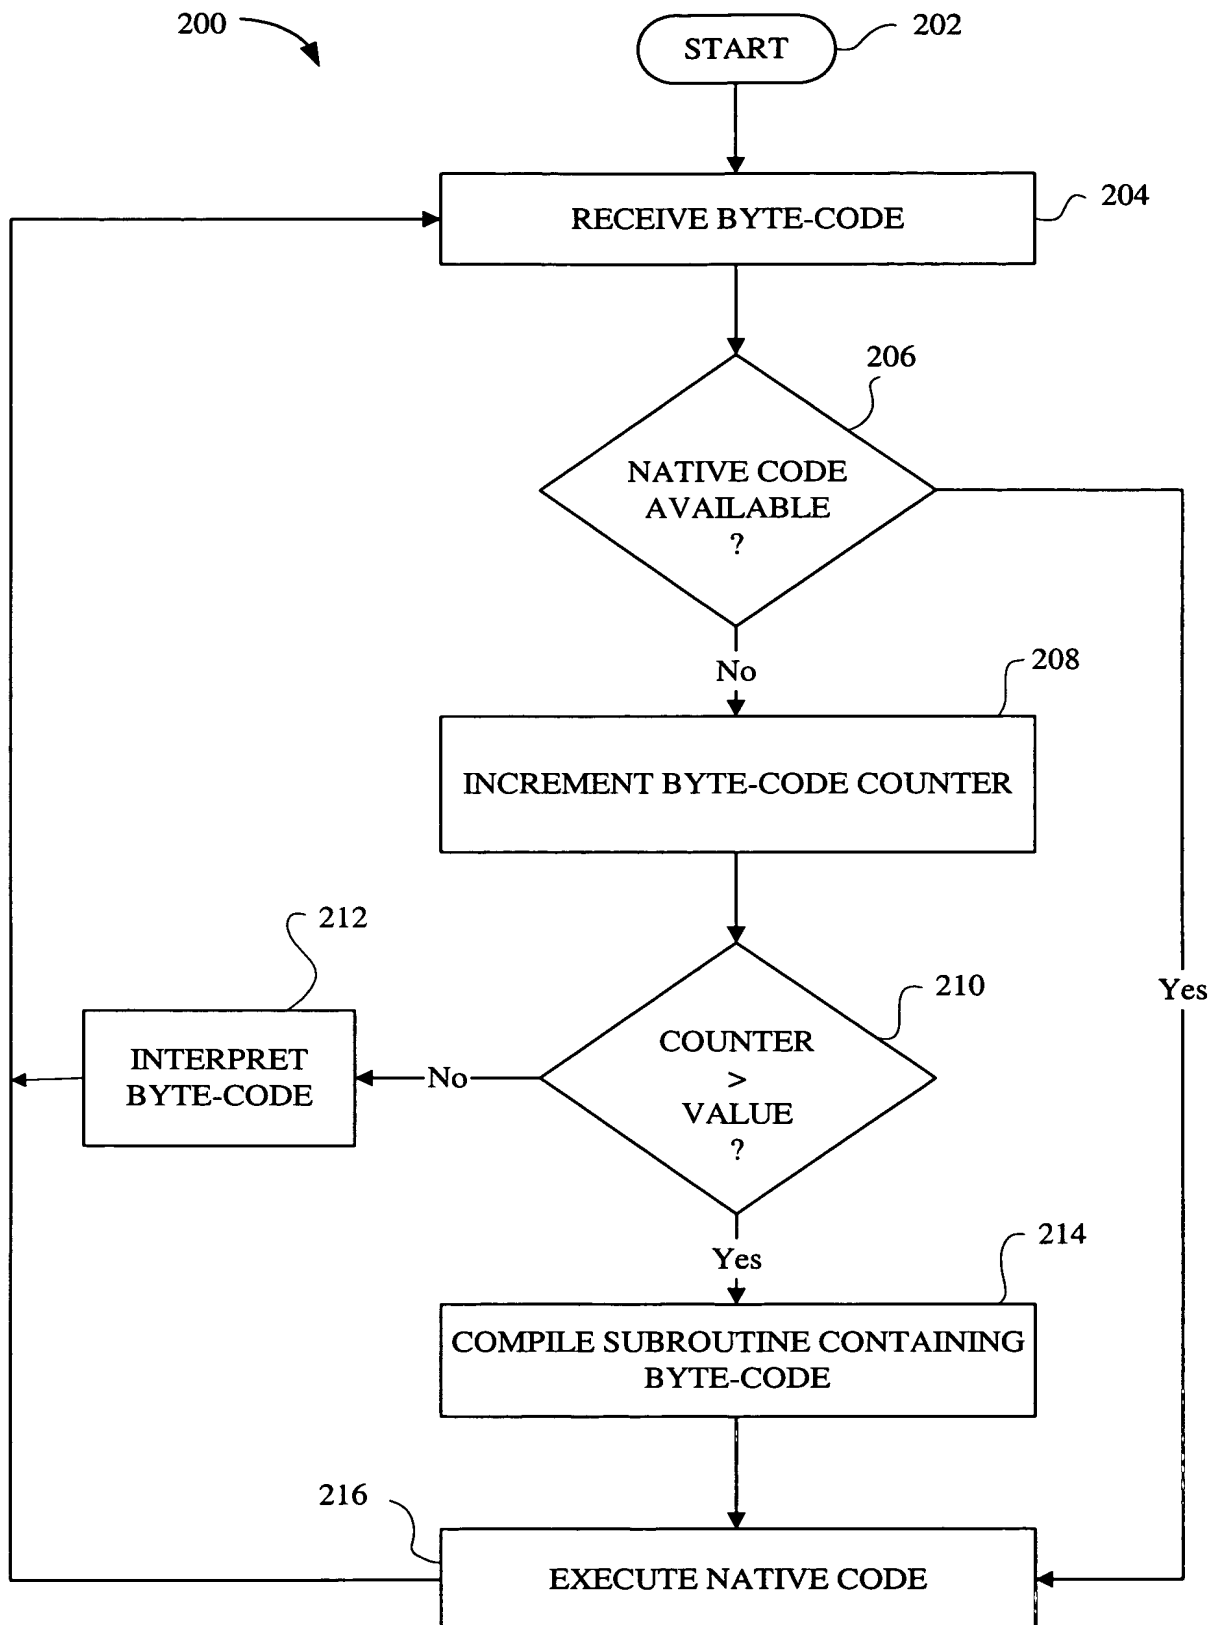 200
START
202
RECEIVE BYTE-CODE
204
206
NATIVE CODE
AVAILABLE
?
No
208
INCREMENT BYTE-CODE COUNTER
Yes
212
210
COUNTER
>
VALUE
?
INTERPRET
BYTE-CODE
No
Yes
214
COMPILE SUBROUTINE CONTAINING
BYTE-CODE
216
EXECUTE NATIVE CODE